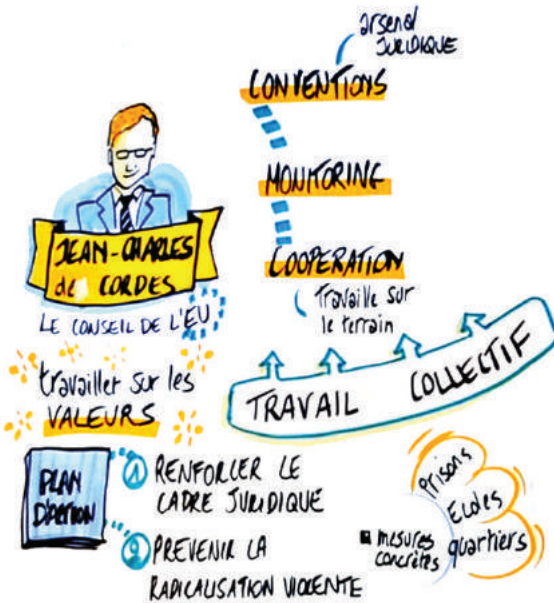 arsenal
JURIDIQUE
CONVENTIONS
MONITORING
COOPERATION
Travaille sur
le terrain
JEAN-CHARLES
de CORDES
LE CONSEIL DE L'EU
travailler sur les
VALEURS
TRAVAIL COLLECTIF
PLAN
D'ACTION
1 RENFORCER LE
CADRE JURIDIQUE
2 PREVENIR LA
RADICALISATION VIOLENTE
Prisons
Ecoles
quartiers
mesures
concrètes